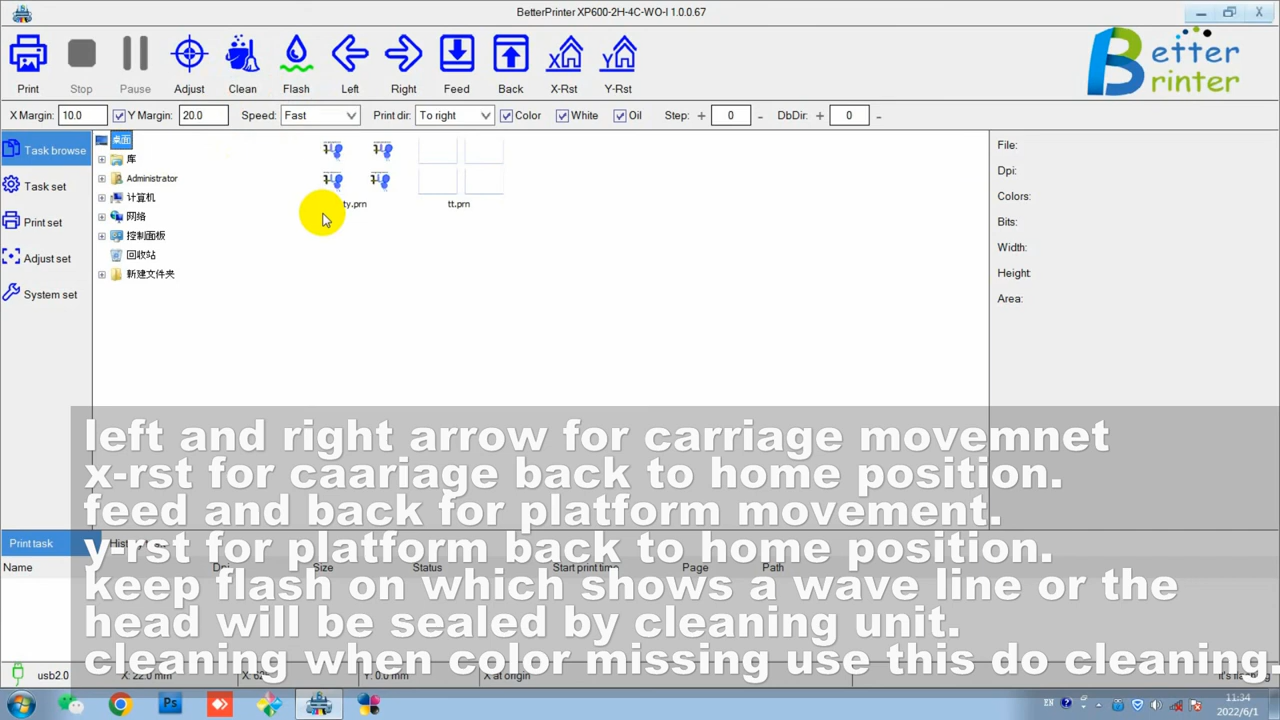 BetterPrinter XP600-2H-4C-WO-I 1.0.0.67
Print Stop Pause Adjust Clean Flash Left Right Feed Back X-Rst Y-Rst
Better Printer
X Margin: 10.0 Y Margin: 20.0 Speed: Fast Print dir: To right Color White Oil Step: + 0 - DbDir: + 0 -
Task browse
Task set
Print set
Adjust set
System set
桌面
库
Administrator
计算机
网络
控制面板
回收站
新建文件夹
ty.prn tt.prn
File:
Dpi:
Colors:
Bits:
Width:
Height:
Area:
left and right arrow for carriage movemnet
x-rst for caariage back to home position.
feed and back for platform movement.
y-rst for platform back to home position.
keep flash on which shows a wave line or the
head will be sealed by cleaning unit.
cleaning when color missing use this do cleaning.
Print task
Name Size Status Start print time Page Path
usb2.0 X: 22.0 mm Y: 0.0 mm X at origin
EN 11:34
2022/6/1